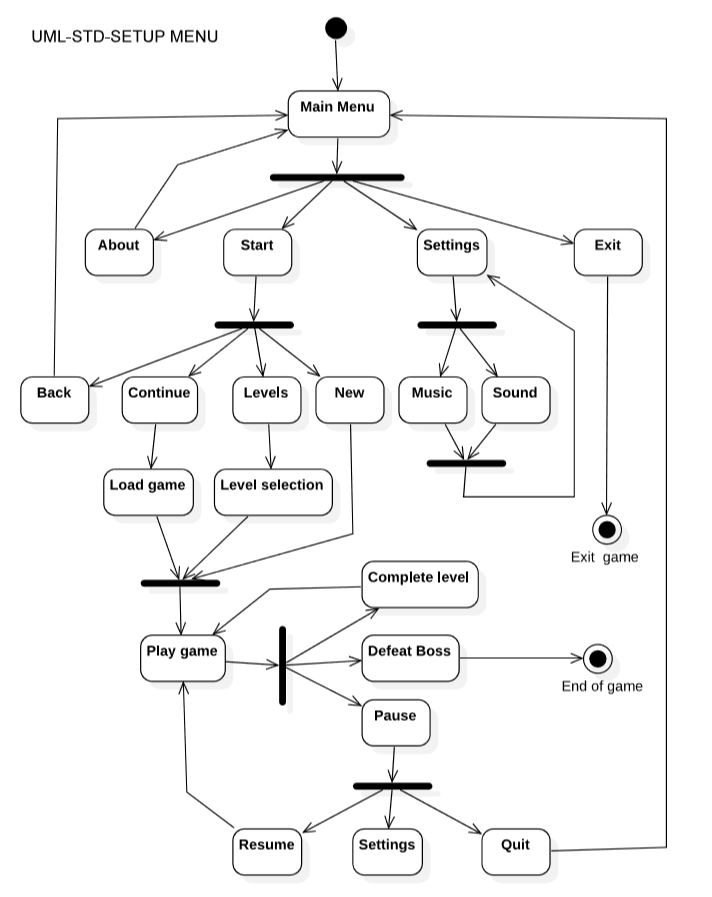 UML-STD-SETUP MENU
Main Menu
About
Start
Settings
Exit
Back
Continue
Levels
New
Music
Sound
Load game
Level selection
Exit  game
Complete level
Play game
Defeat Boss
End of game
Pause
Resume
Settings
Quit